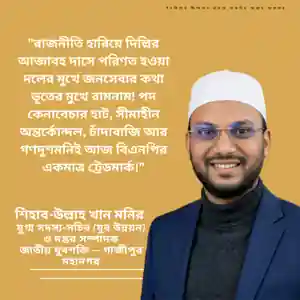 "রাজনীতি হারিয়ে দিল্লির
আজ্ঞাবহ দাসে পরিণত হওয়া
দলের মুখে জনসেবার কথা
ভূতের মুখে রামনাম! পদ
কেনাবেচার হাট, সীমাহীন
অন্তর্কোন্দল, চাঁদাবাজি আর
গণদুশমনিই আজ বিএনপির
একমাত্র ট্রেডমার্ক।"
শিহাব-উল্লাহ খান মনির
যুগ্ম সদস্য-সচিব (যুব উন্নয়ন)
ও দপ্তর সম্পাদক
জাতীয় যুবশক্তি – গাজীপুর
মহানগর